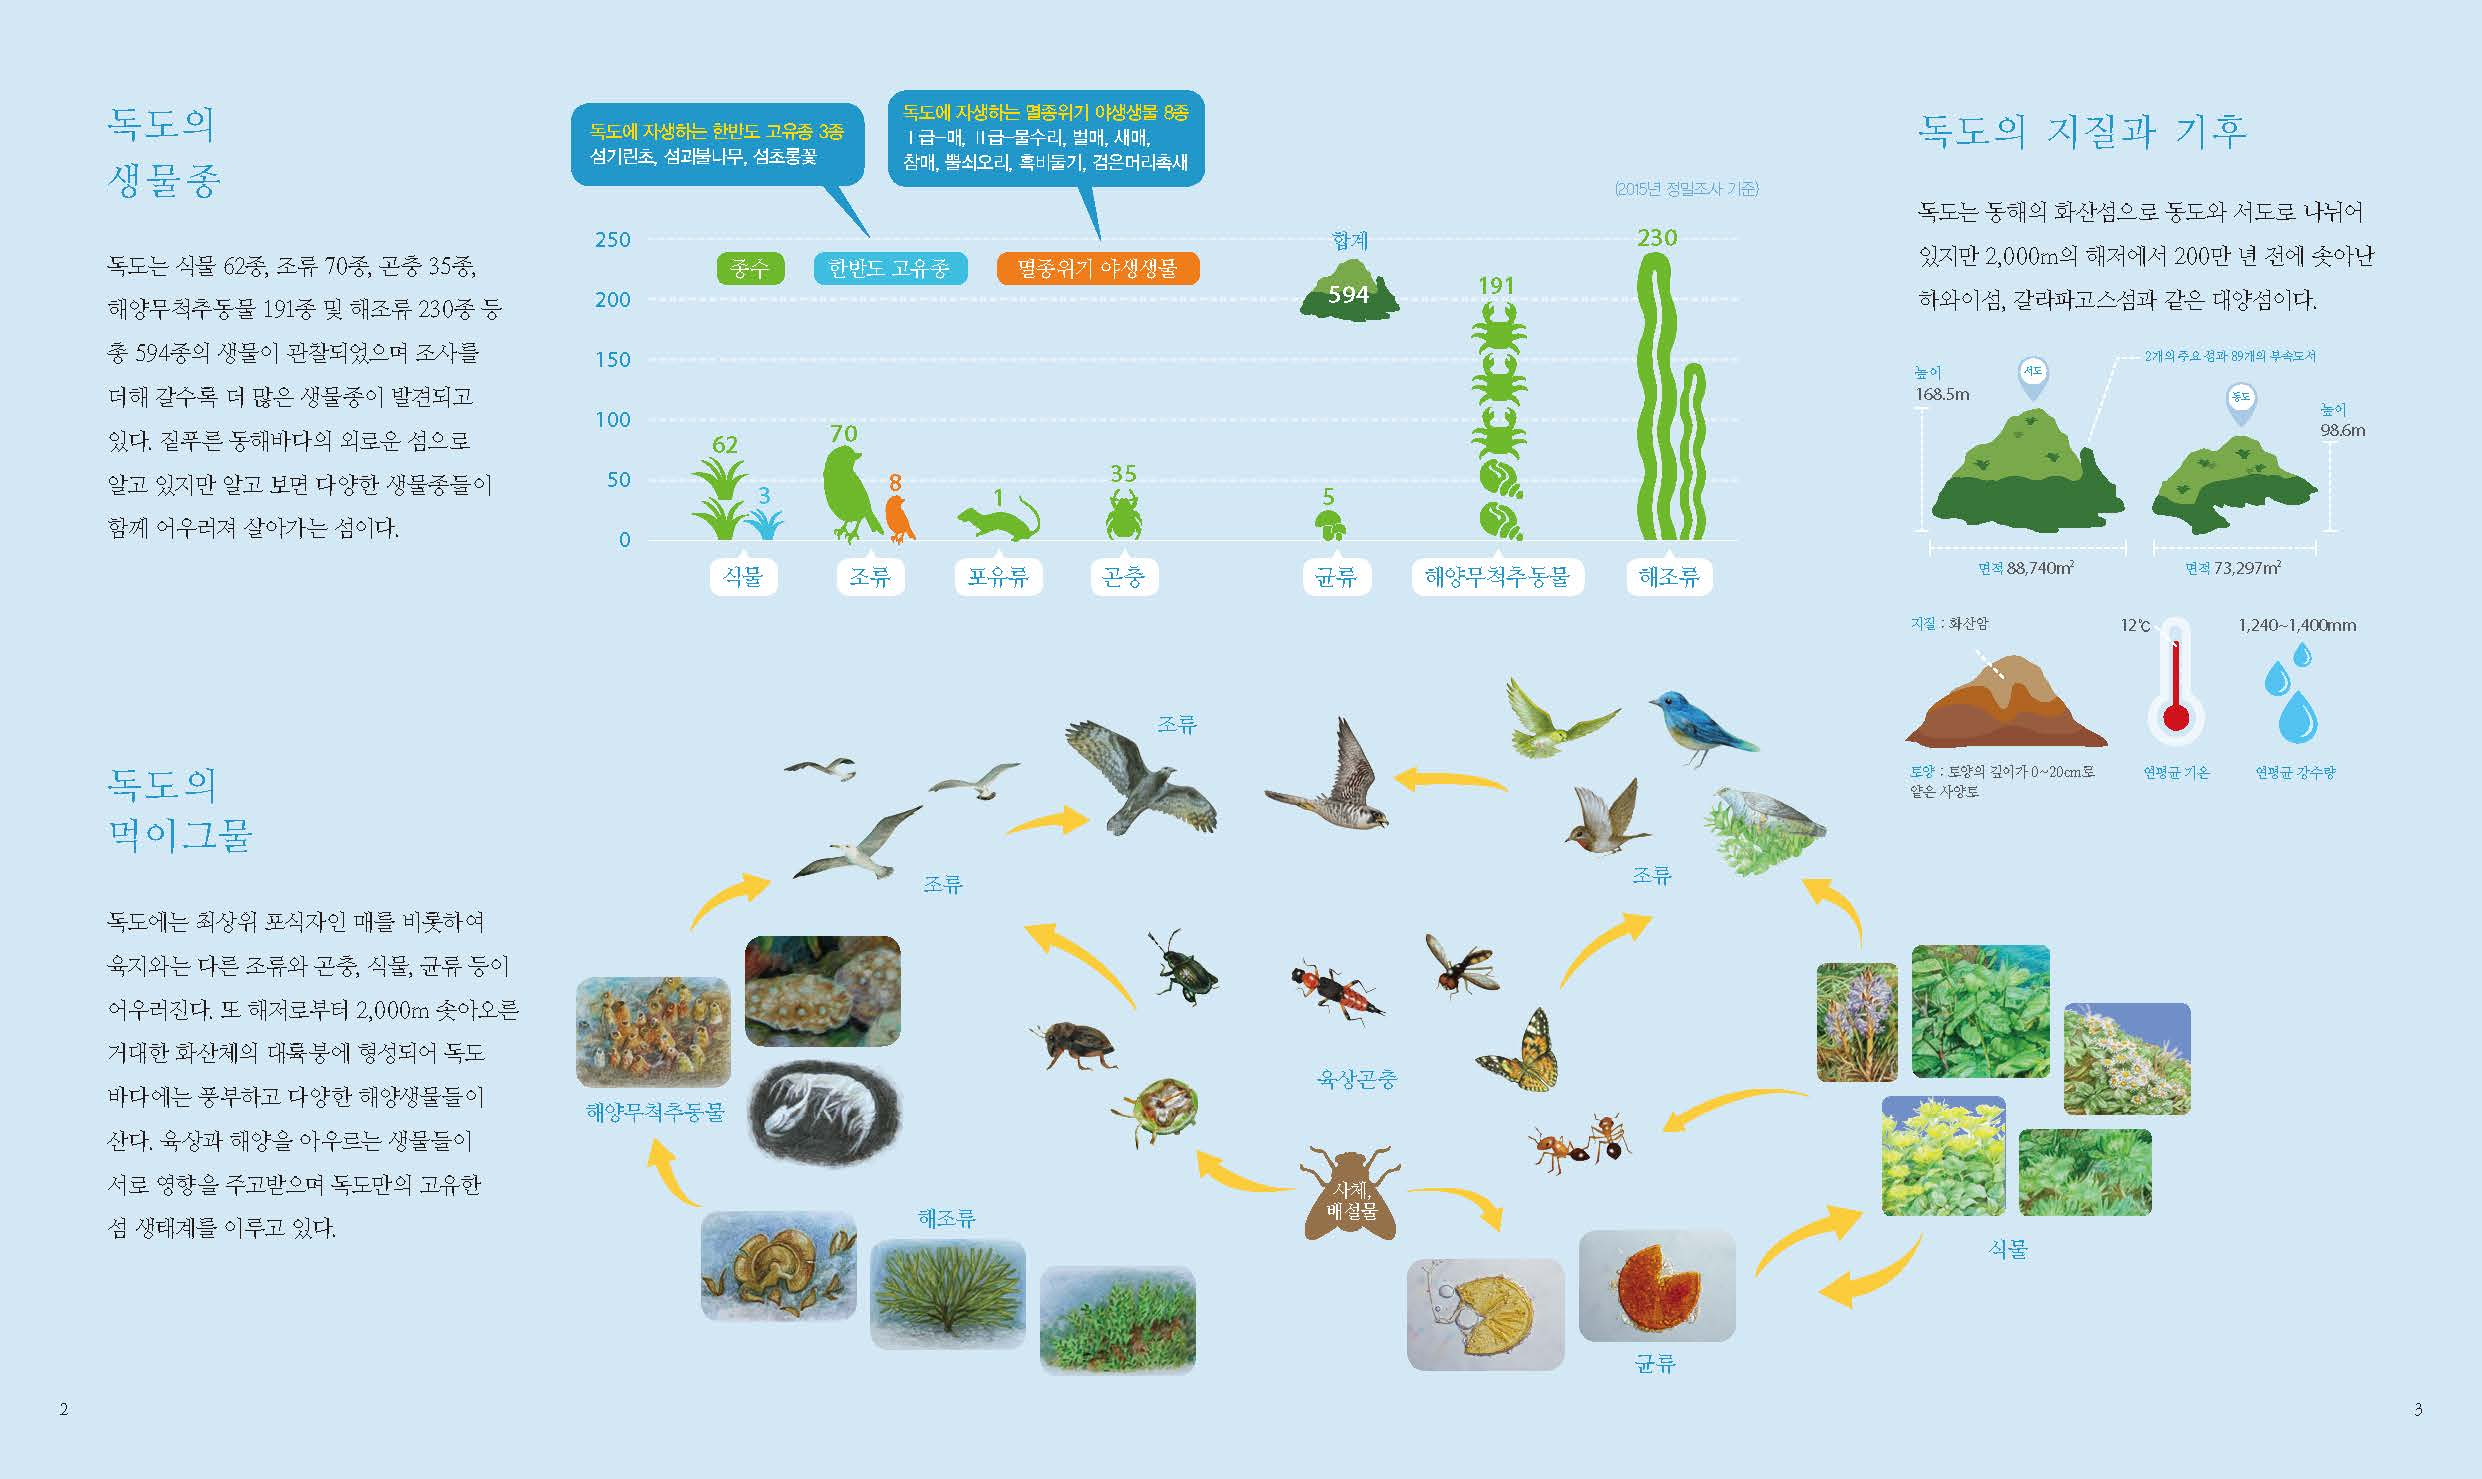 독도의
생물종
독도는 식물 62종, 조류 70종, 곤충 35종,
해양무척추동물 191종 및 해조류 230종 등
총 594종의 생물이 관찰되었으며 조사를
더해 갈수록 더 많은 생물종이 발견되고
있다. 짙푸른 동해바다의 외로운 섬으로
알고 있지만 알고 보면 다양한 생물종들이
함께 어우러져 살아가는 섬이다.
독도에 자생하는 한반도 고유종 3종
섬기린초, 섬괴불나무, 섬초롱꽃
독도에 자생하는 멸종위기 야생생물 8종
Ⅰ급-매, Ⅱ급-물수리, 벌매, 새매,
참매, 뿔쇠오리, 흑비둘기, 검은머리촉새
(2015년 정밀조사 기준)
250
200
150
100
50
0
종수
한반도 고유종
멸종위기 야생생물
합계
594
62
3
70
8
1
35
5
191
230
식물
조류
포유류
곤충
균류
해양무척추동물
해조류
독도의 지질과 기후
독도는 동해의 화산섬으로 동도와 서도로 나뉘어
있지만 2,000m의 해저에서 200만 년 전에 솟아난
하와이섬, 갈라파고스섬과 같은 대양섬이다.
2개의 주요 섬과 89개의 부속도서
높이
168.5m
서도
동도
높이
98.6m
면적 88,740m²
면적 73,297m²
지질 : 화산암
12℃
1,240~1,400mm
토양 : 토양의 깊이가 0~20cm로
얕은 사양토
연평균 기온
연평균 강수량
독도의
먹이그물
독도에는 최상위 포식자인 매를 비롯하여
육지와는 다른 조류와 곤충, 식물, 균류 등이
어우러진다. 또 해저로부터 2,000m 솟아오른
거대한 화산체의 대륙붕에 형성되어 독도
바다에는 풍부하고 다양한 해양생물들이
산다. 육상과 해양을 아우르는 생물들이
서로 영향을 주고받으며 독도만의 고유한
섬 생태계를 이루고 있다.
조류
조류
조류
육상곤충
해양무척추동물
사체,
배설물
해조류
식물
균류
2
3